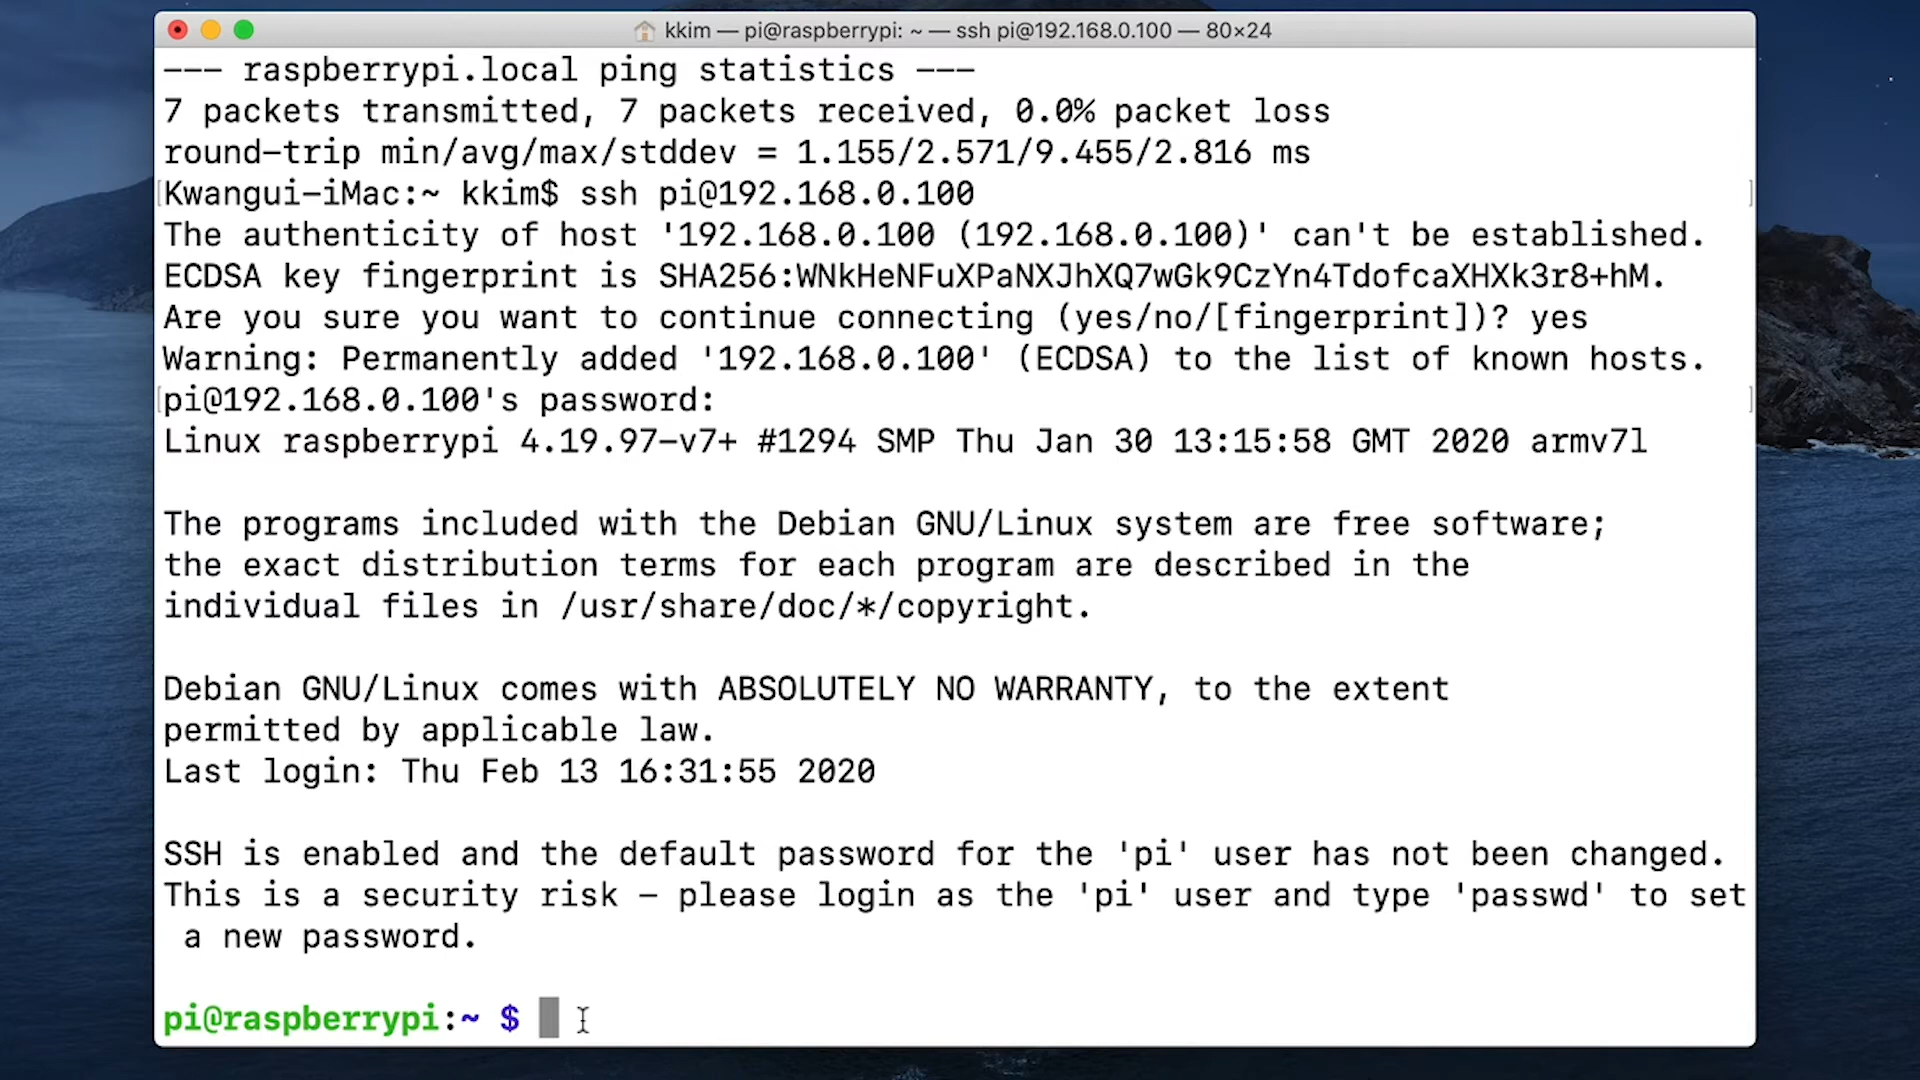 kkim — pi@raspberrypi: ~ — ssh pi@192.168.0.100 — 80×24
--- raspberrypi.local ping statistics ---
7 packets transmitted, 7 packets received, 0.0% packet loss
round-trip min/avg/max/stddev = 1.155/2.571/9.455/2.816 ms
[Kwangui-iMac:~ kkim$ ssh pi@192.168.0.100 ]
The authenticity of host '192.168.0.100 (192.168.0.100)' can't be established.
ECDSA key fingerprint is SHA256:WNkHeNFuXPaNXJhXQ7wGk9CzYn4TdofcaXHXk3r8+hM.
Are you sure you want to continue connecting (yes/no/[fingerprint])? yes
Warning: Permanently added '192.168.0.100' (ECDSA) to the list of known hosts.
[pi@192.168.0.100's password: ]
Linux raspberrypi 4.19.97-v7+ #1294 SMP Thu Jan 30 13:15:58 GMT 2020 armv7l
The programs included with the Debian GNU/Linux system are free software;
the exact distribution terms for each program are described in the
individual files in /usr/share/doc/*/copyright.
Debian GNU/Linux comes with ABSOLUTELY NO WARRANTY, to the extent
permitted by applicable law.
Last login: Thu Feb 13 16:31:55 2020
SSH is enabled and the default password for the 'pi' user has not been changed.
This is a security risk - please login as the 'pi' user and type 'passwd' to set
a new password.
pi@raspberrypi:~ $